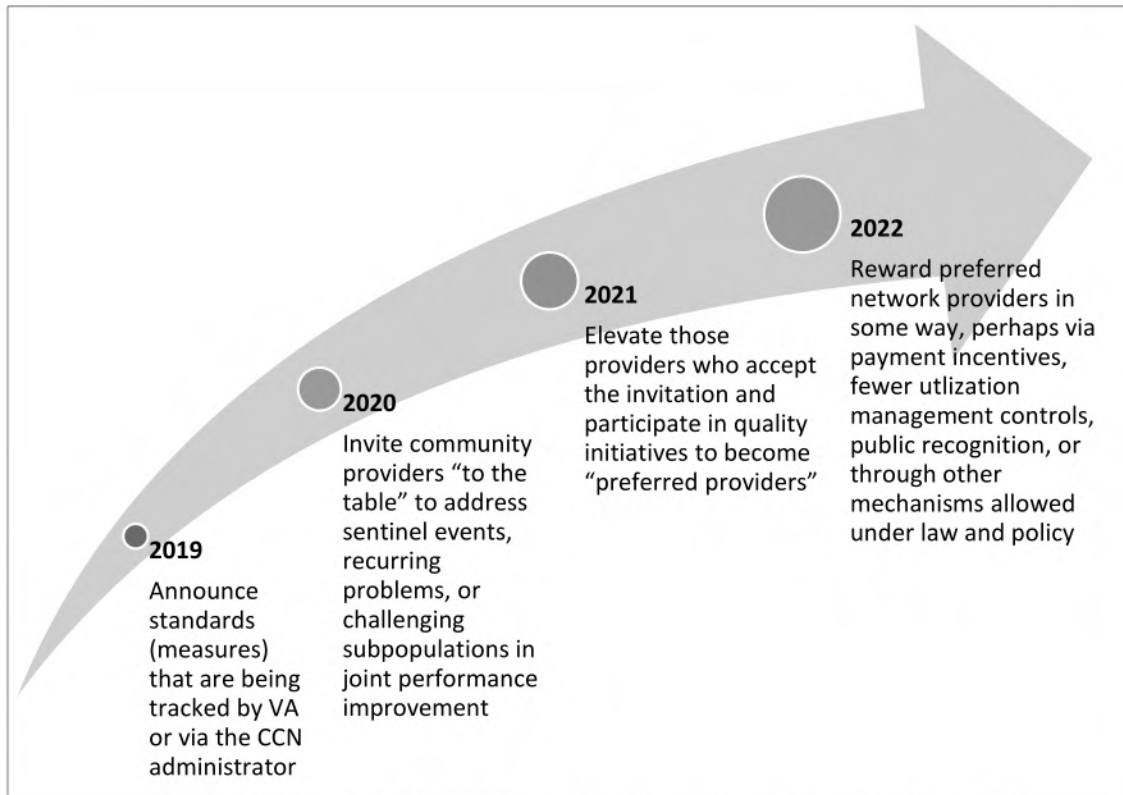 2019
Announce
standards
(measures)
that are being
tracked by VA
or via the CCN
administrator
2020
Invite community
providers “to the
table” to address
sentinel events,
recurring
problems, or
challenging
subpopulations in
joint performance
improvement
2021
Elevate those
providers who accept
the invitation and
participate in quality
initiatives to become
“preferred providers”
2022
Reward preferred
network providers in
some way, perhaps via
payment incentives,
fewer utlization
management controls,
public recognition, or
through other
mechanisms allowed
under law and policy